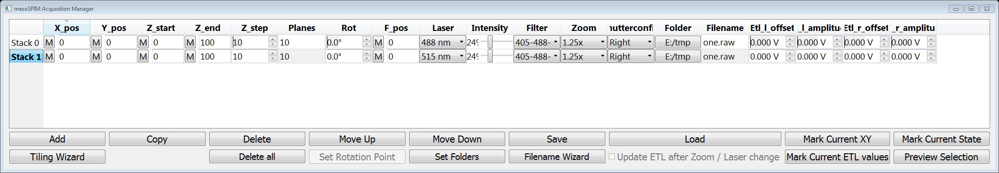 mesoSPIM Acquisition Manager
X_pos Y_pos Z_start Z_end Z_step Planes Rot F_pos Laser Intensity Filter Zoom nutterconfi Folder Filename Etl_l_offset _l_amplitu Etl_r_offset _r_amplitu
Stack 0 M 0 M 0 M 0 M 100 10 10 0.0° M 0 488 nm 24% 405-488- 1.25x Right E:/tmp one.raw 0.000 V 0.000 V 0.000 V 0.000 V
Stack 1 M 0 M 0 M 0 M 100 10 10 0.0° M 0 515 nm 24% 405-488- 1.25x Right E:/tmp one.raw 0.000 V 0.000 V 0.000 V 0.000 V
Add Copy Delete Move Up Move Down Save Load Mark Current XY Mark Current State
Tiling Wizard Delete all Set Rotation Point Set Folders Filename Wizard Update ETL after Zoom / Laser change Mark Current ETL values Preview Selection